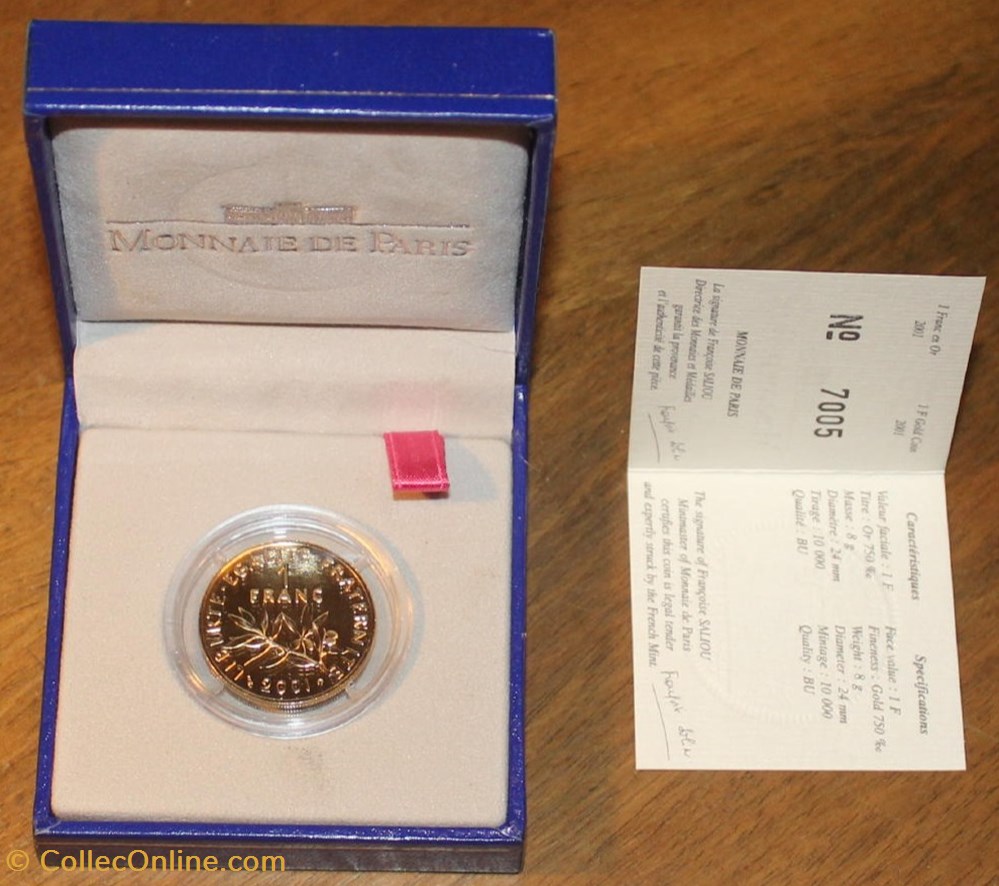 MONNAIE DE PARIS
1
FRANC
LIBERTE·EGALITE·FRATERNITE
2001
1 Franc en Or
2001
1 F Gold Coin
2001
Nº 7005
MONNAIE DE PARIS
La signature de Françoise SALIOU
Directrice des Monnaies et Médailles
garantit la provenance
et l'authenticité de cette pièce.
Caractéristiques
Valeur faciale : 1 F
Titre : Or 750 ‰
Masse : 8 g
Diamètre : 24 mm
Tirage : 10 000
Qualité : BU
Specifications
Face value : 1 F
Fineness : Gold 750 ‰
Weight : 8 g
Diameter : 24 mm
Mintage : 10 000
Quality : BU
The signature of Françoise SALIOU
Mintmaster of Monnaie de Paris
certifies this coin is legal tender
and expertly struck by the French Mint.
© CollecOnline.com